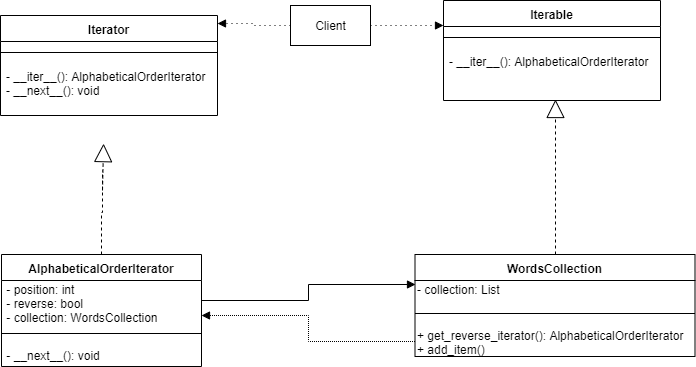 Iterator
- __iter__(): AlphabeticalOrderIterator
- __next__(): void
Client
Iterable
- __iter__(): AlphabeticalOrderIterator
AlphabeticalOrderIterator
- position: int
- reverse: bool
- collection: WordsCollection
- __next__(): void
WordsCollection
- collection: List
+ get_reverse_iterator(): AlphabeticalOrderIterator
+ add_item()